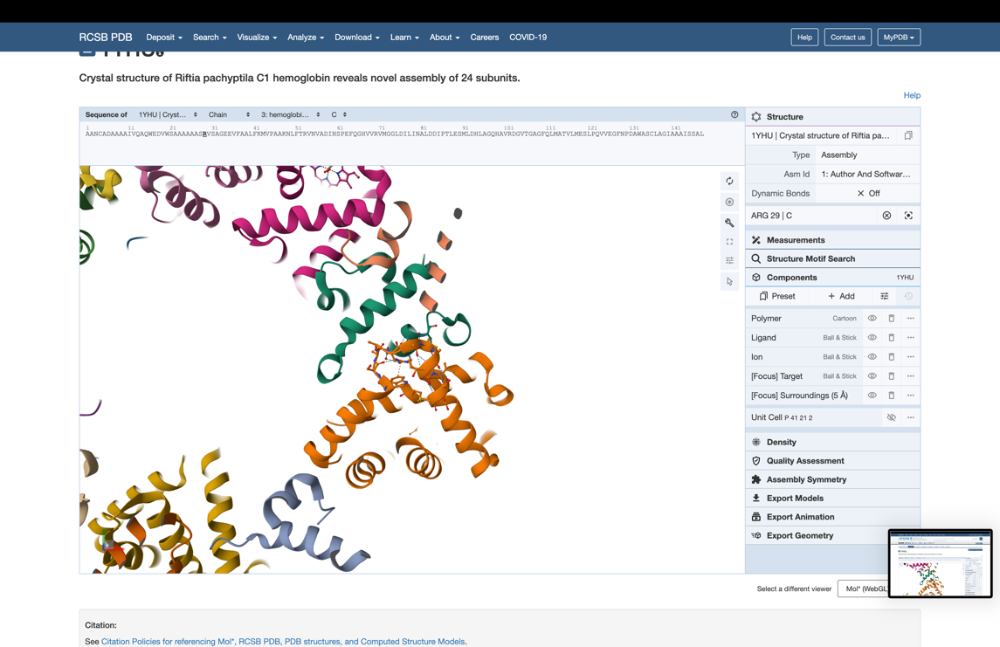 RCSB PDB Deposit Search Visualize Analyze Download Learn About Careers COVID-19 Help Contact us MyPDB
1YHU
Crystal structure of Riftia pachyptila C1 hemoglobin reveals novel assembly of 24 subunits.
Help
Sequence of 1YHU | Cryst... Chain 3: hemoglobi... C
1 11 21 31 41 51 61 71 81 91 101 111 121 131 141
AANCADAAAAIVQAQWEDVWSAAAAAASRVSAGEEVFAALFKMVPAAKNLFTRVNVADINSPEFQGHVVRVMGGLDILINALDDIPTLESMLDHLAGQHAVRDGVTGAGFQLMATVLMESLPQVVEGFNPDAWASCLAGIAAAISSAL
Structure
1YHU | Crystal structure of Riftia pa...
Type Assembly
Asm Id 1: Author And Softwar...
Dynamic Bonds Off
ARG 29 | C
Measurements
Structure Motif Search
Components 1YHU
Preset + Add
Polymer Cartoon
Ligand Ball & Stick
Ion Ball & Stick
[Focus] Target Ball & Stick
[Focus] Surroundings (5 Å)
Unit Cell P 41 21 2
Density
Quality Assessment
Assembly Symmetry
Export Models
Export Animation
Export Geometry
Select a different viewer Mol* (WebGL
Citation:
See Citation Policies for referencing Mol*, RCSB PDB, PDB structures, and Computed Structure Models.